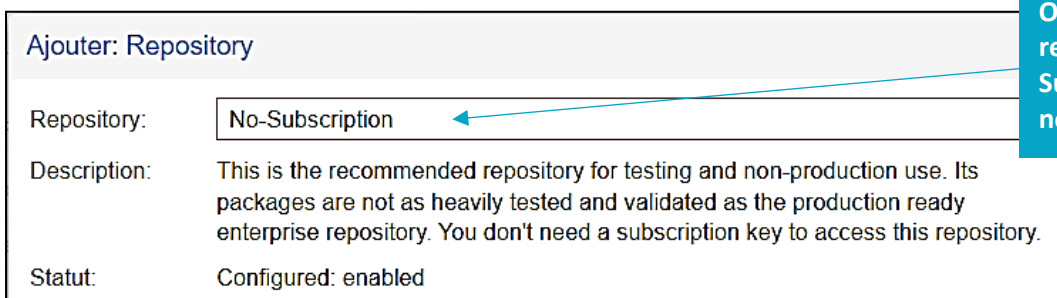 Ajouter: Repository
Repository:
No-Subscription
Description:
This is the recommended repository for testing and non-production use. Its
packages are not as heavily tested and validated as the production ready
enterprise repository. You don't need a subscription key to access this repository.
Statut:
Configured: enabled